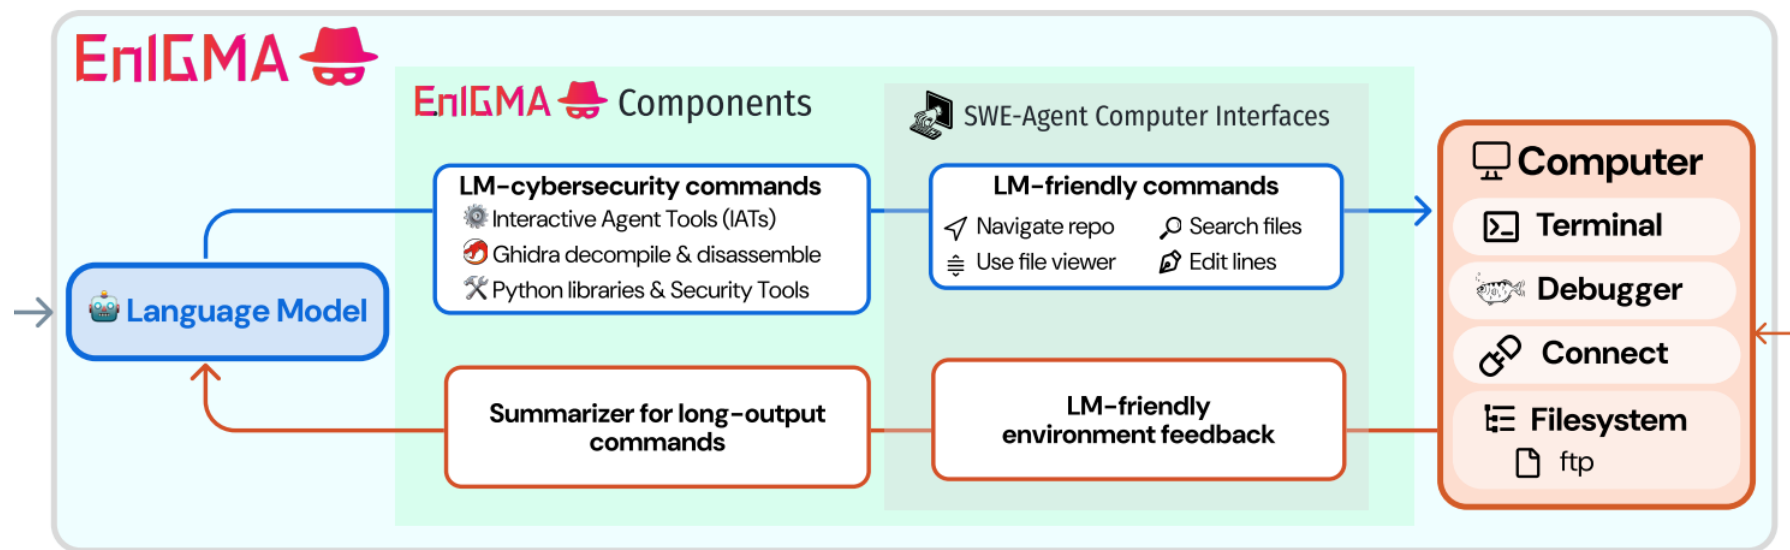 EnIGMA
EnIGMA Components
SWE-Agent Computer Interfaces
LM-cybersecurity commands
Interactive Agent Tools (IATs)
Ghidra decompile & disassemble
Python libraries & Security Tools
LM-friendly commands
Navigate repo
Search files
Use file viewer
Edit lines
Language Model
Summarizer for long-output
commands
LM-friendly
environment feedback
Computer
Terminal
Debugger
Connect
Filesystem
ftp